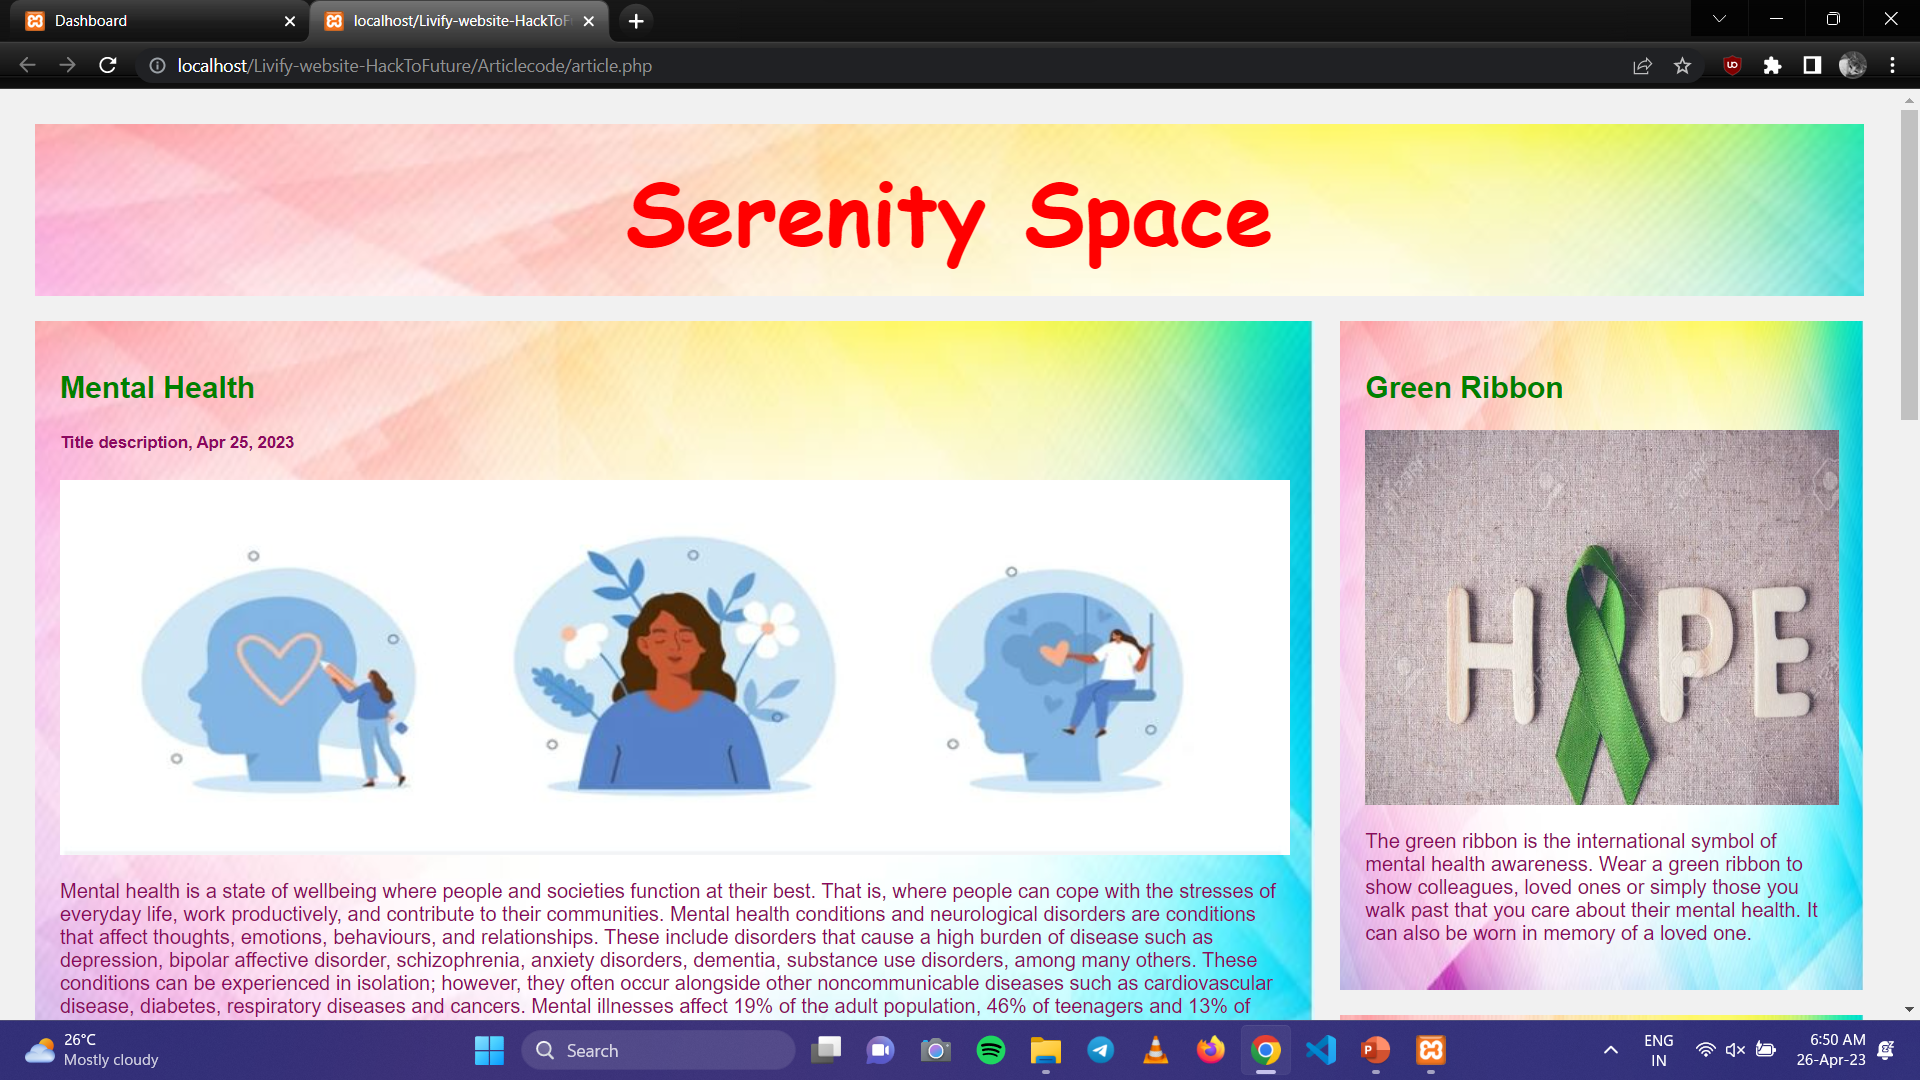 Dashboard
localhost/Livify-website-HackToF
localhost/Livify-website-HackToFuture/Articlecode/article.php
Serenity Space
Mental Health
Title description, Apr 25, 2023
Mental health is a state of wellbeing where people and societies function at their best. That is, where people can cope with the stresses of
everyday life, work productively, and contribute to their communities. Mental health conditions and neurological disorders are conditions
that affect thoughts, emotions, behaviours, and relationships. These include disorders that cause a high burden of disease such as
depression, bipolar affective disorder, schizophrenia, anxiety disorders, dementia, substance use disorders, among many others. These
conditions can be experienced in isolation; however, they often occur alongside other noncommunicable diseases such as cardiovascular
disease, diabetes, respiratory diseases and cancers. Mental illnesses affect 19% of the adult population, 46% of teenagers and 13% of
Green Ribbon
H PE
The green ribbon is the international symbol of
mental health awareness. Wear a green ribbon to
show colleagues, loved ones or simply those you
walk past that you care about their mental health. It
can also be worn in memory of a loved one.
26°C
Mostly cloudy
Search
ENG
IN
6:50 AM
26-Apr-23